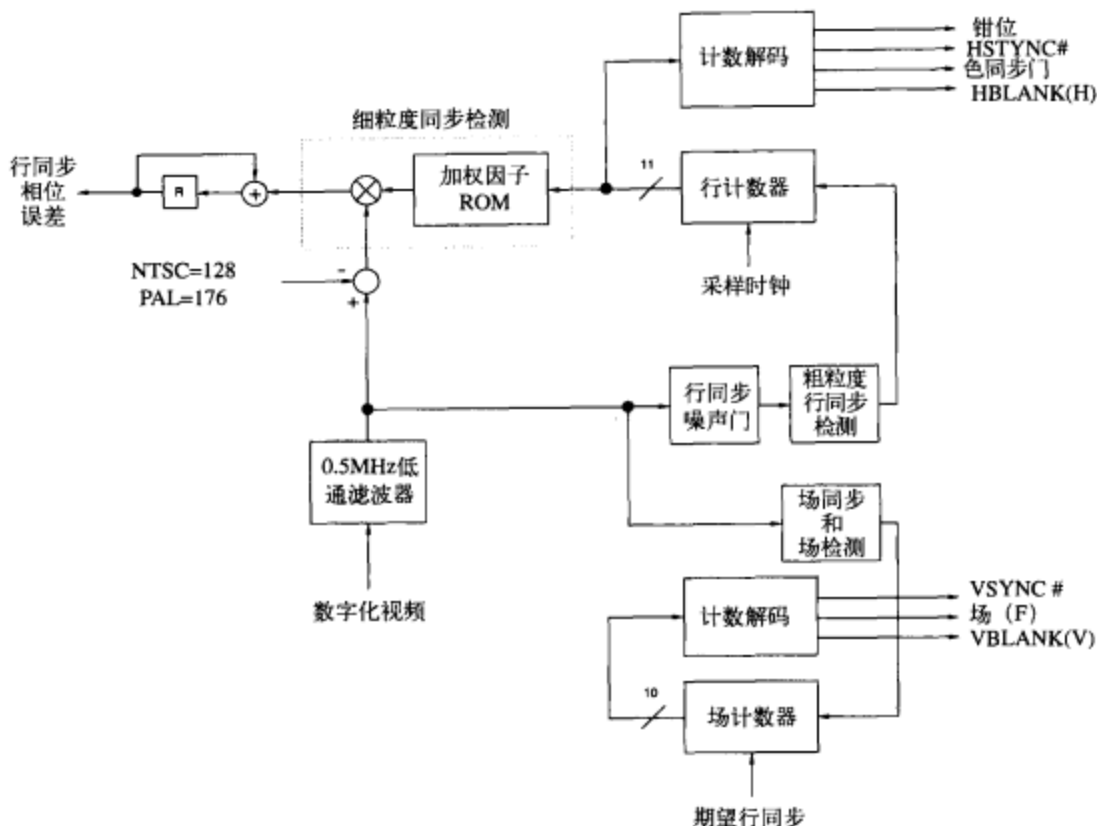 钳位
HSTYNC#
色同步门
HBLANK(H)
计数解码
细粒度同步检测
行同步
相位
误差
R
+
加权因子
ROM
11
行计数器
采样时钟
NTSC=128
PAL=176
-
+
行同步
噪声门
粗粒度
行同步
检测
0.5MHz低
通滤波器
数字化视频
场同步
和
场检测
计数解码
VSYNC #
场（F）
VBLANK(V)
10
场计数器
期望行同步